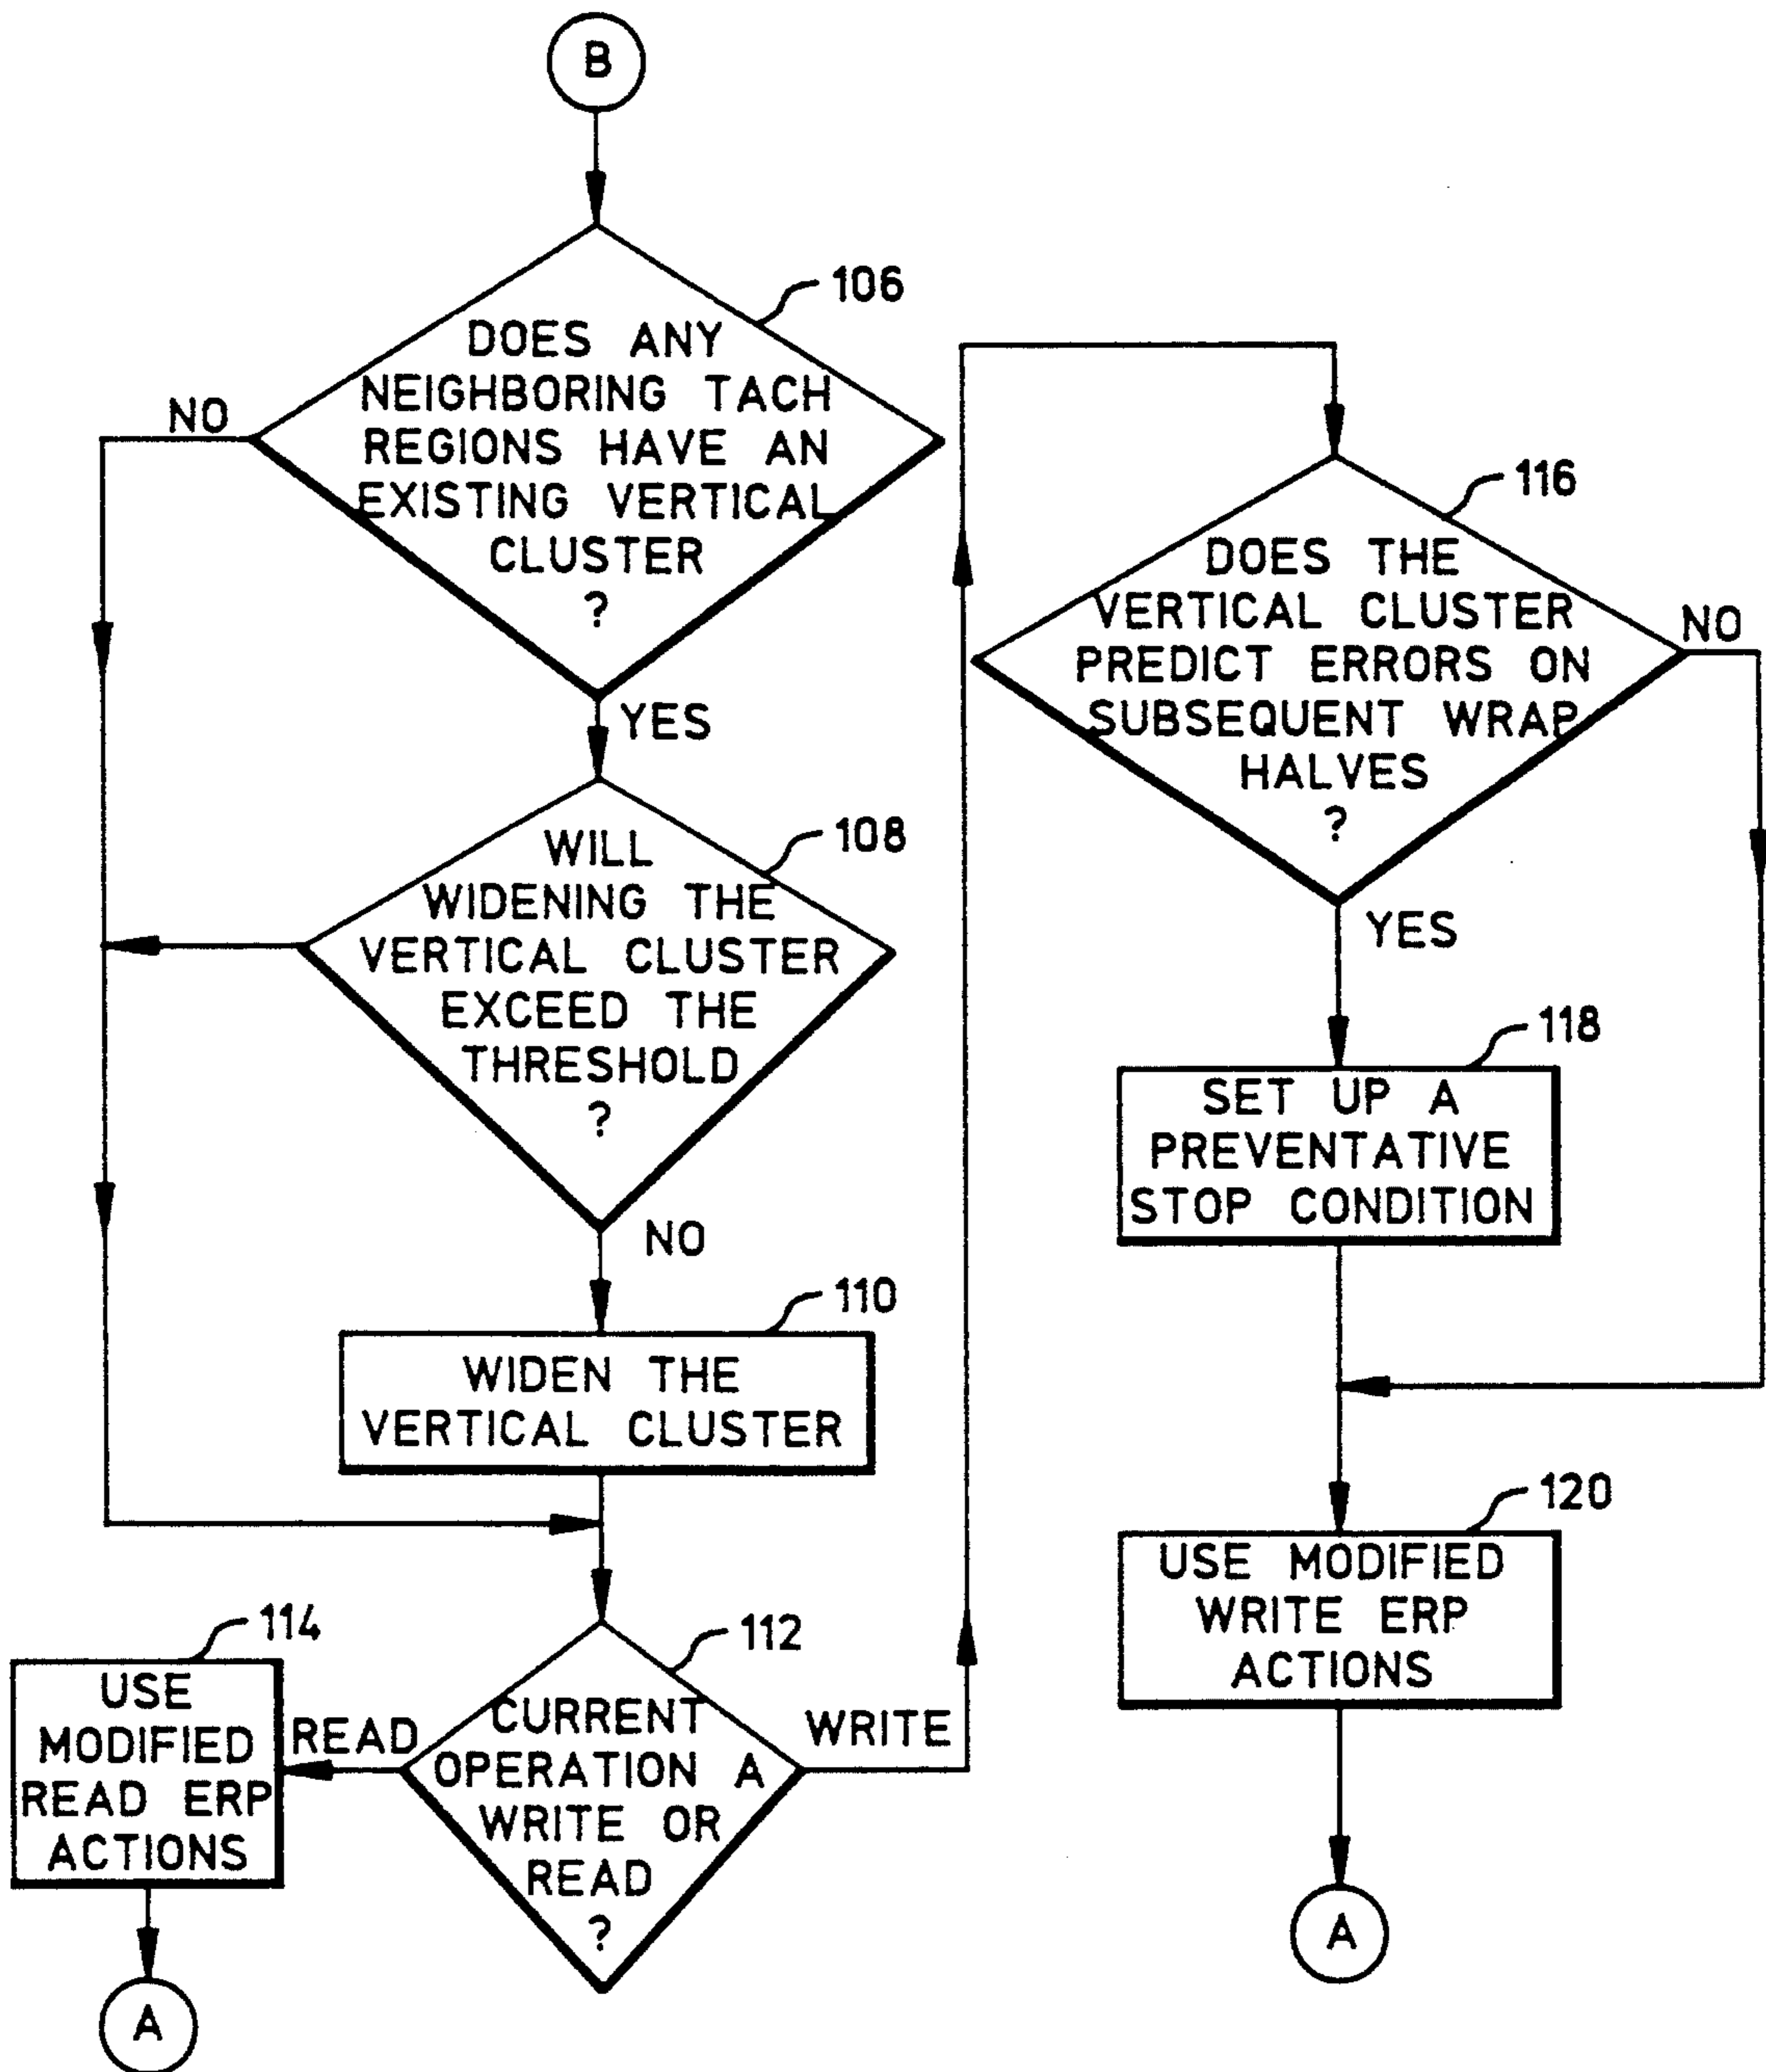 B
106
DOES ANY
NEIGHBORING TACH
REGIONS HAVE AN
EXISTING VERTICAL
CLUSTER
?
NO
YES
108
WILL
WIDENING THE
VERTICAL CLUSTER
EXCEED THE
THRESHOLD
?
NO
110
WIDEN THE
VERTICAL CLUSTER
112
CURRENT
OPERATION A
WRITE OR
READ
?
READ
WRITE
114
USE
MODIFIED
READ ERP
ACTIONS
A
116
DOES THE
VERTICAL CLUSTER
PREDICT ERRORS ON
SUBSEQUENT WRAP
HALVES
?
NO
YES
118
SET UP A
PREVENTATIVE
STOP CONDITION
120
USE MODIFIED
WRITE ERP
ACTIONS
A